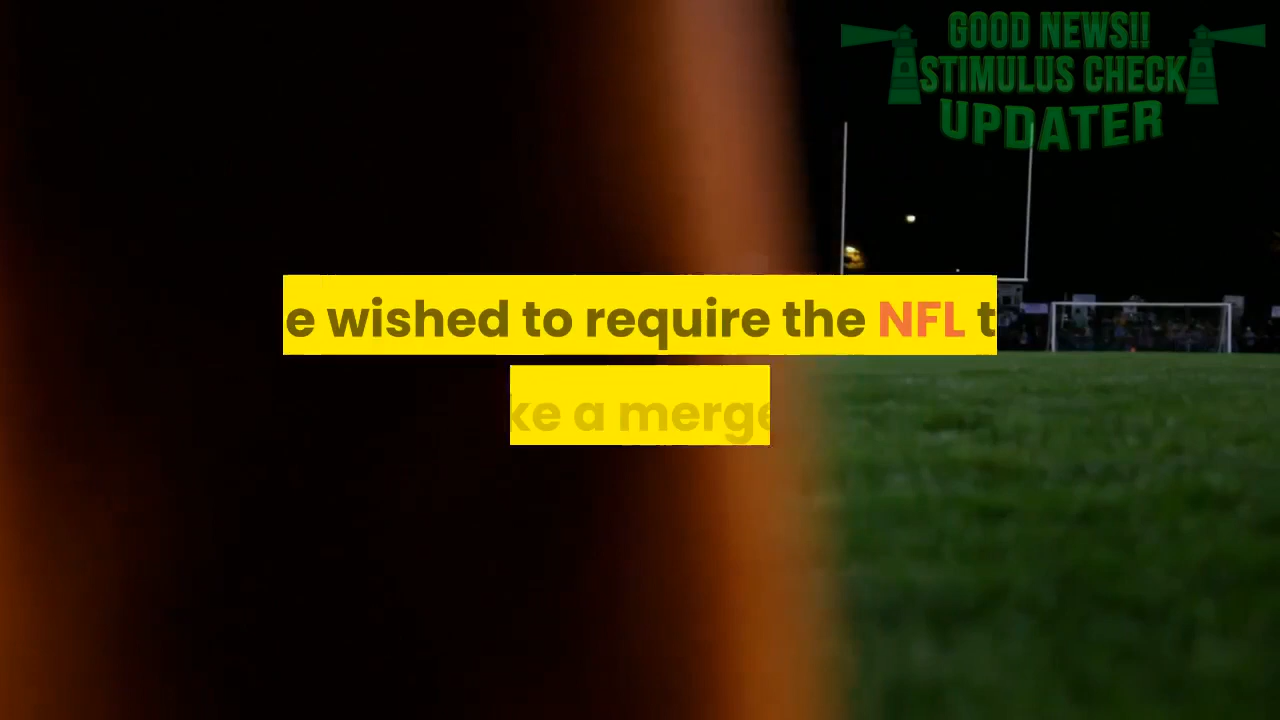 GOOD NEWS!!
STIMULUS CHECK
UPDATER
e wished to require the NFL t
ke a merge